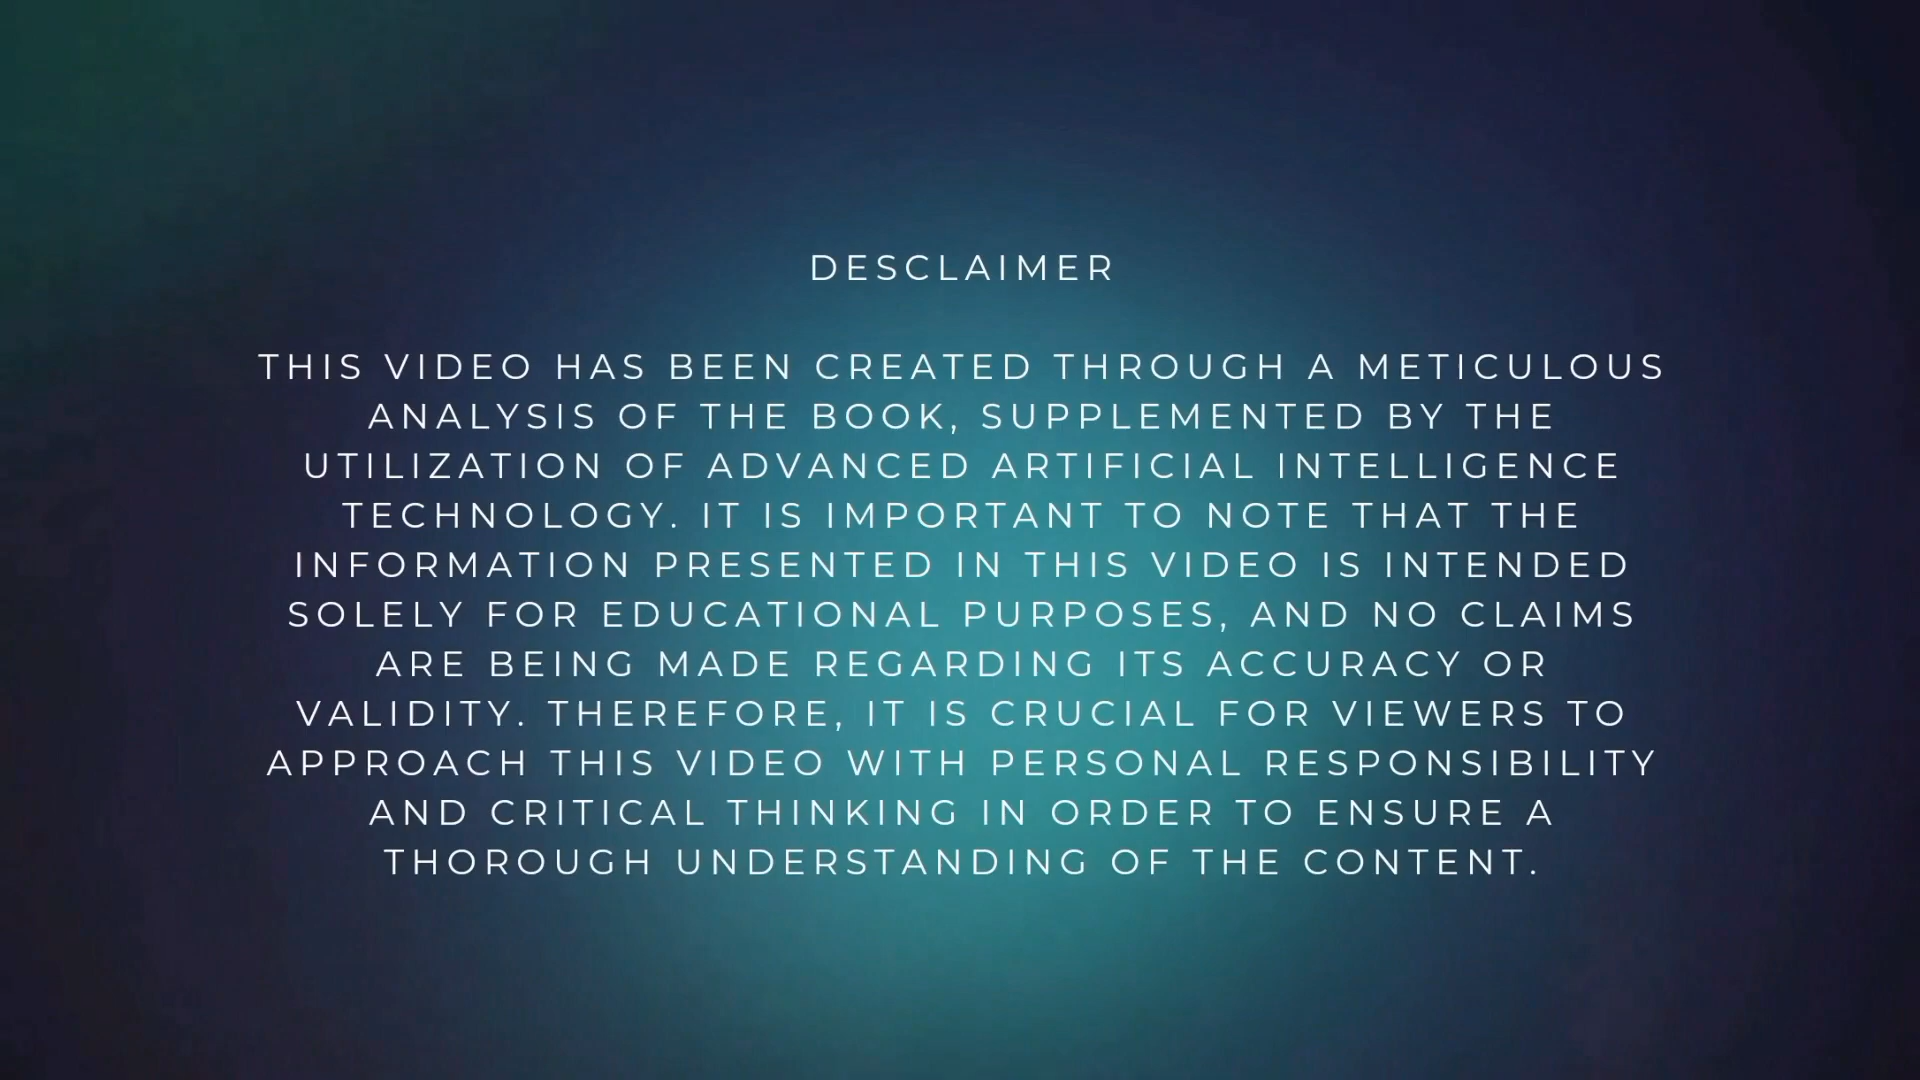 DESCLAIMER
THIS VIDEO HAS BEEN CREATED THROUGH A METICULOUS
ANALYSIS OF THE BOOK, SUPPLEMENTED BY THE
UTILIZATION OF ADVANCED ARTIFICIAL INTELLIGENCE
TECHNOLOGY. IT IS IMPORTANT TO NOTE THAT THE
INFORMATION PRESENTED IN THIS VIDEO IS INTENDED
SOLELY FOR EDUCATIONAL PURPOSES, AND NO CLAIMS
ARE BEING MADE REGARDING ITS ACCURACY OR
VALIDITY. THEREFORE, IT IS CRUCIAL FOR VIEWERS TO
APPROACH THIS VIDEO WITH PERSONAL RESPONSIBILITY
AND CRITICAL THINKING IN ORDER TO ENSURE A
THOROUGH UNDERSTANDING OF THE CONTENT.